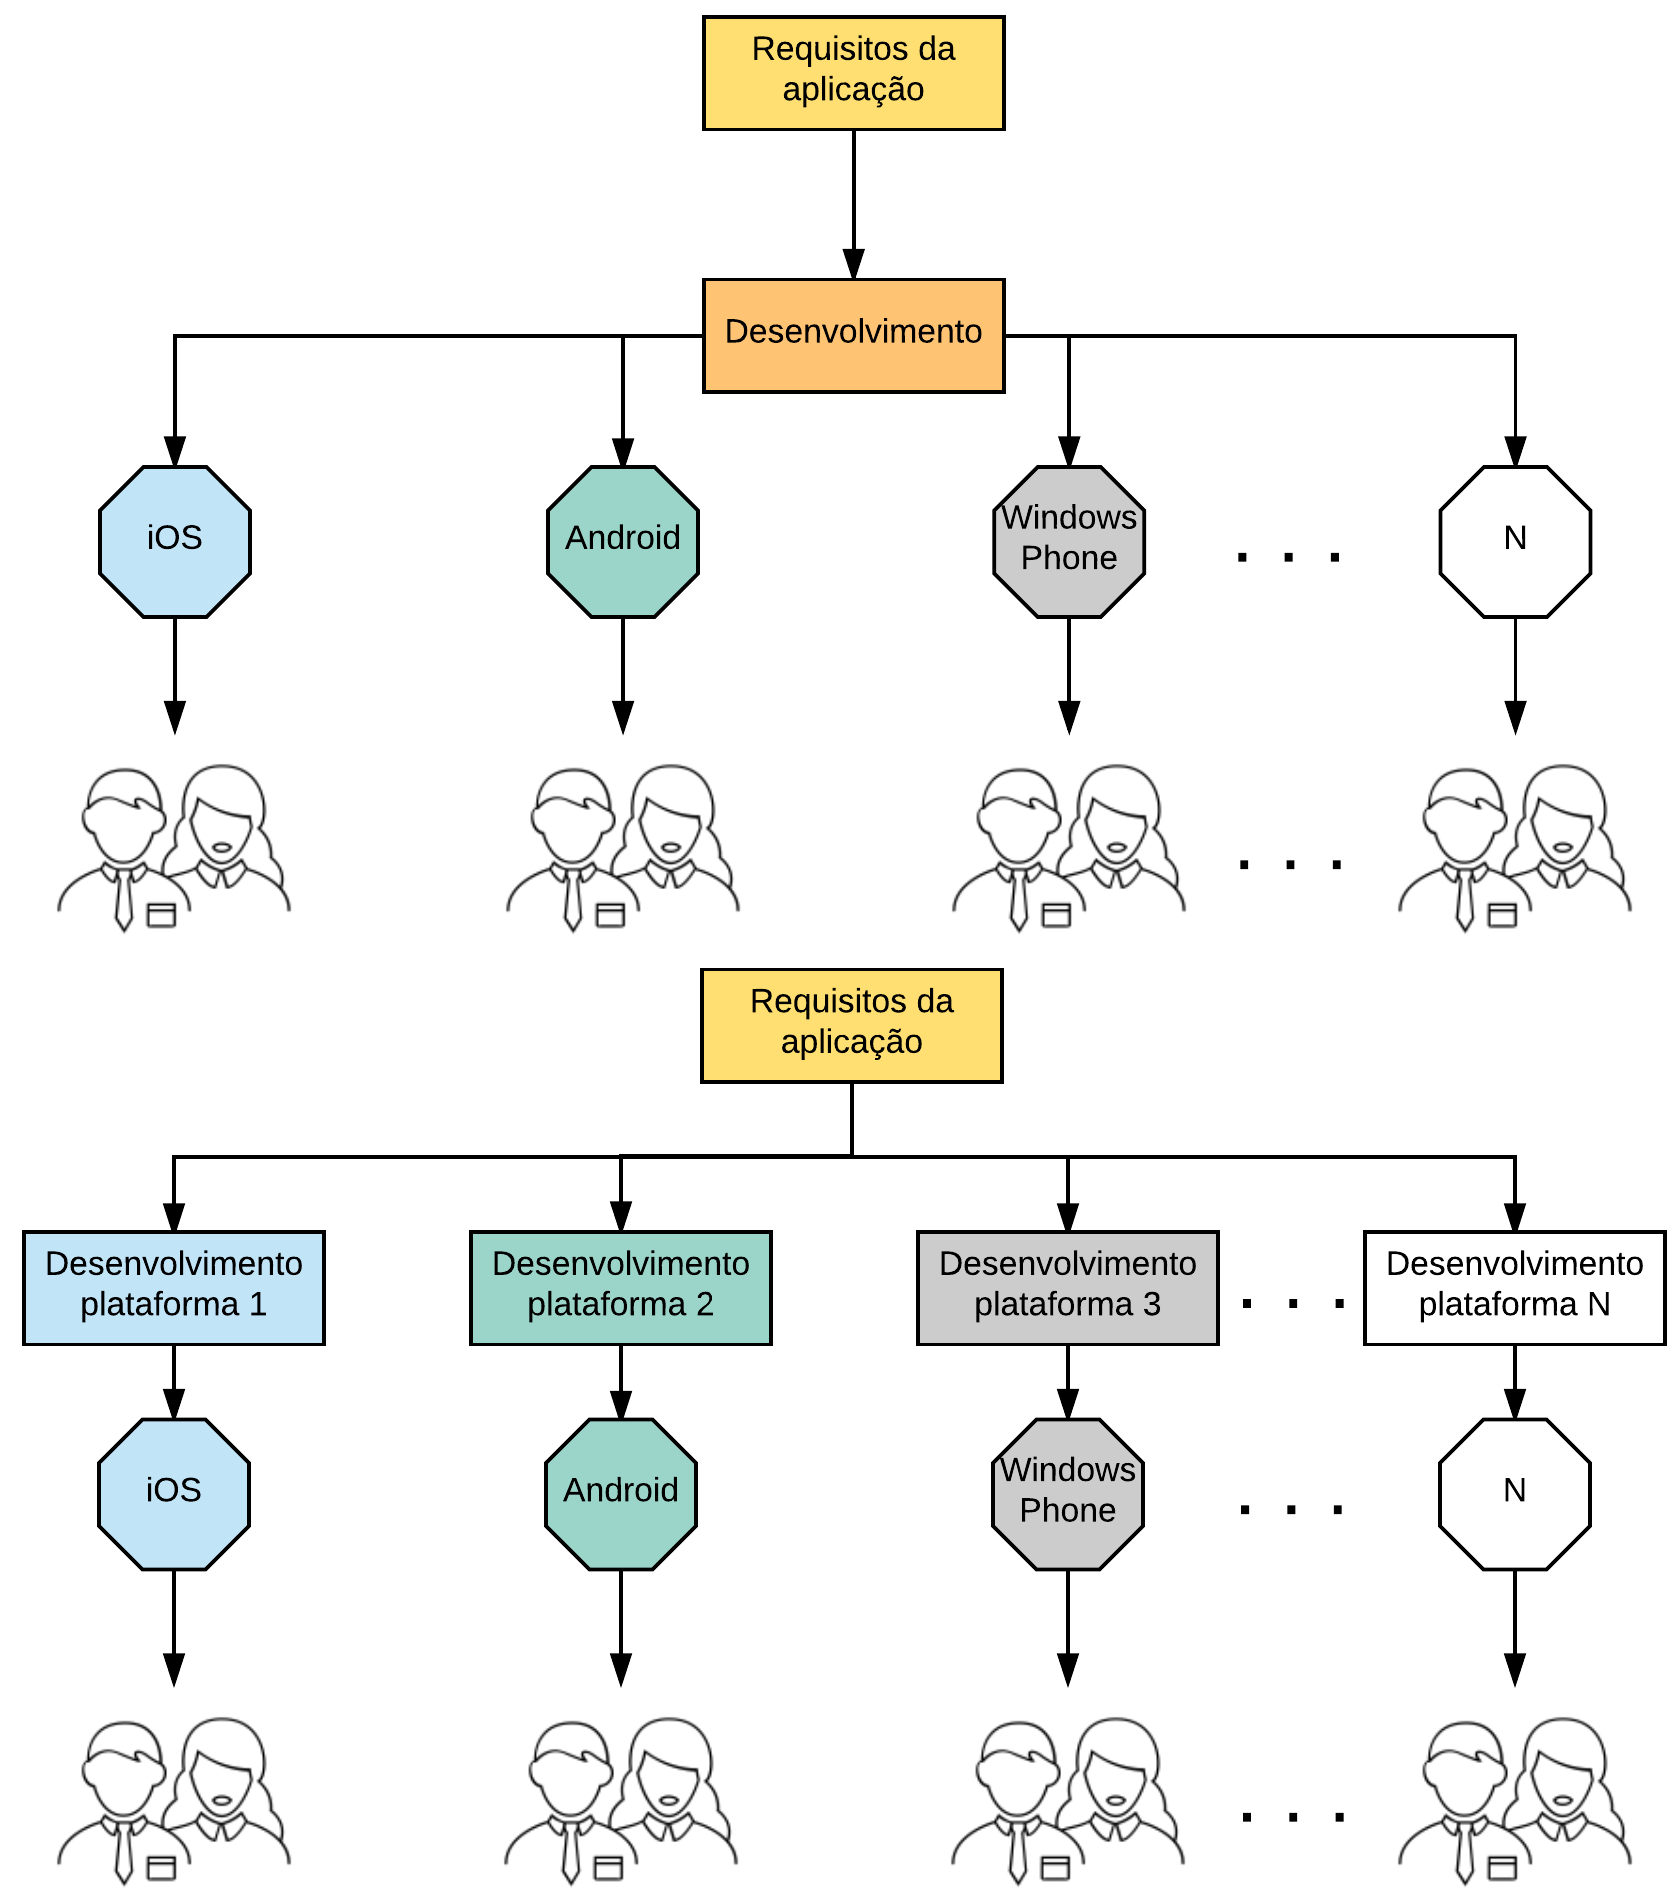 Requisitos da
aplicação
Desenvolvimento
iOS
Android
Windows
Phone
. . .
N
. . .
Requisitos da
aplicação
Desenvolvimento
plataforma 1
Desenvolvimento
plataforma 2
Desenvolvimento
plataforma 3
. . .
Desenvolvimento
plataforma N
iOS
Android
Windows
Phone
. . .
N
. . .